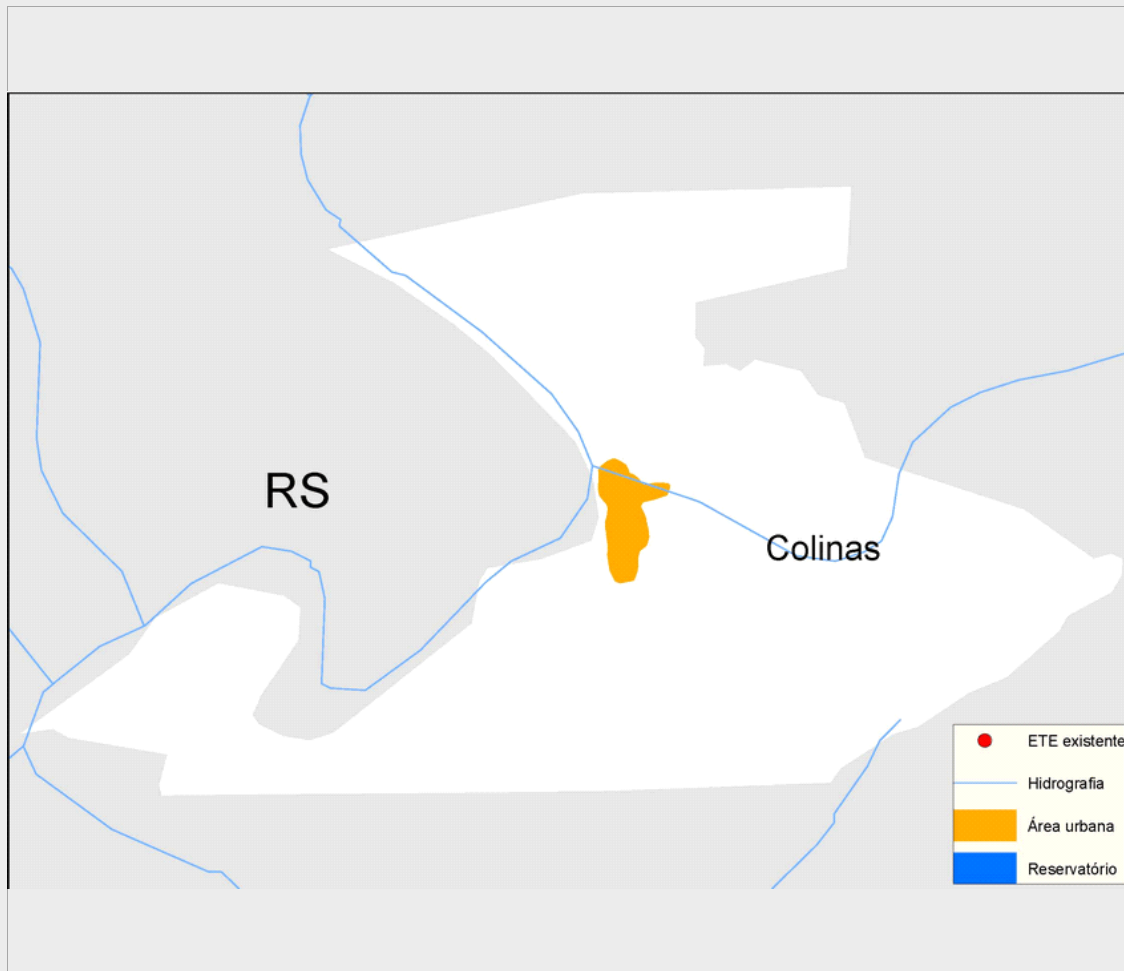 RS
Colinas
ETE existente
Hidrografia
Área urbana
Reservatório